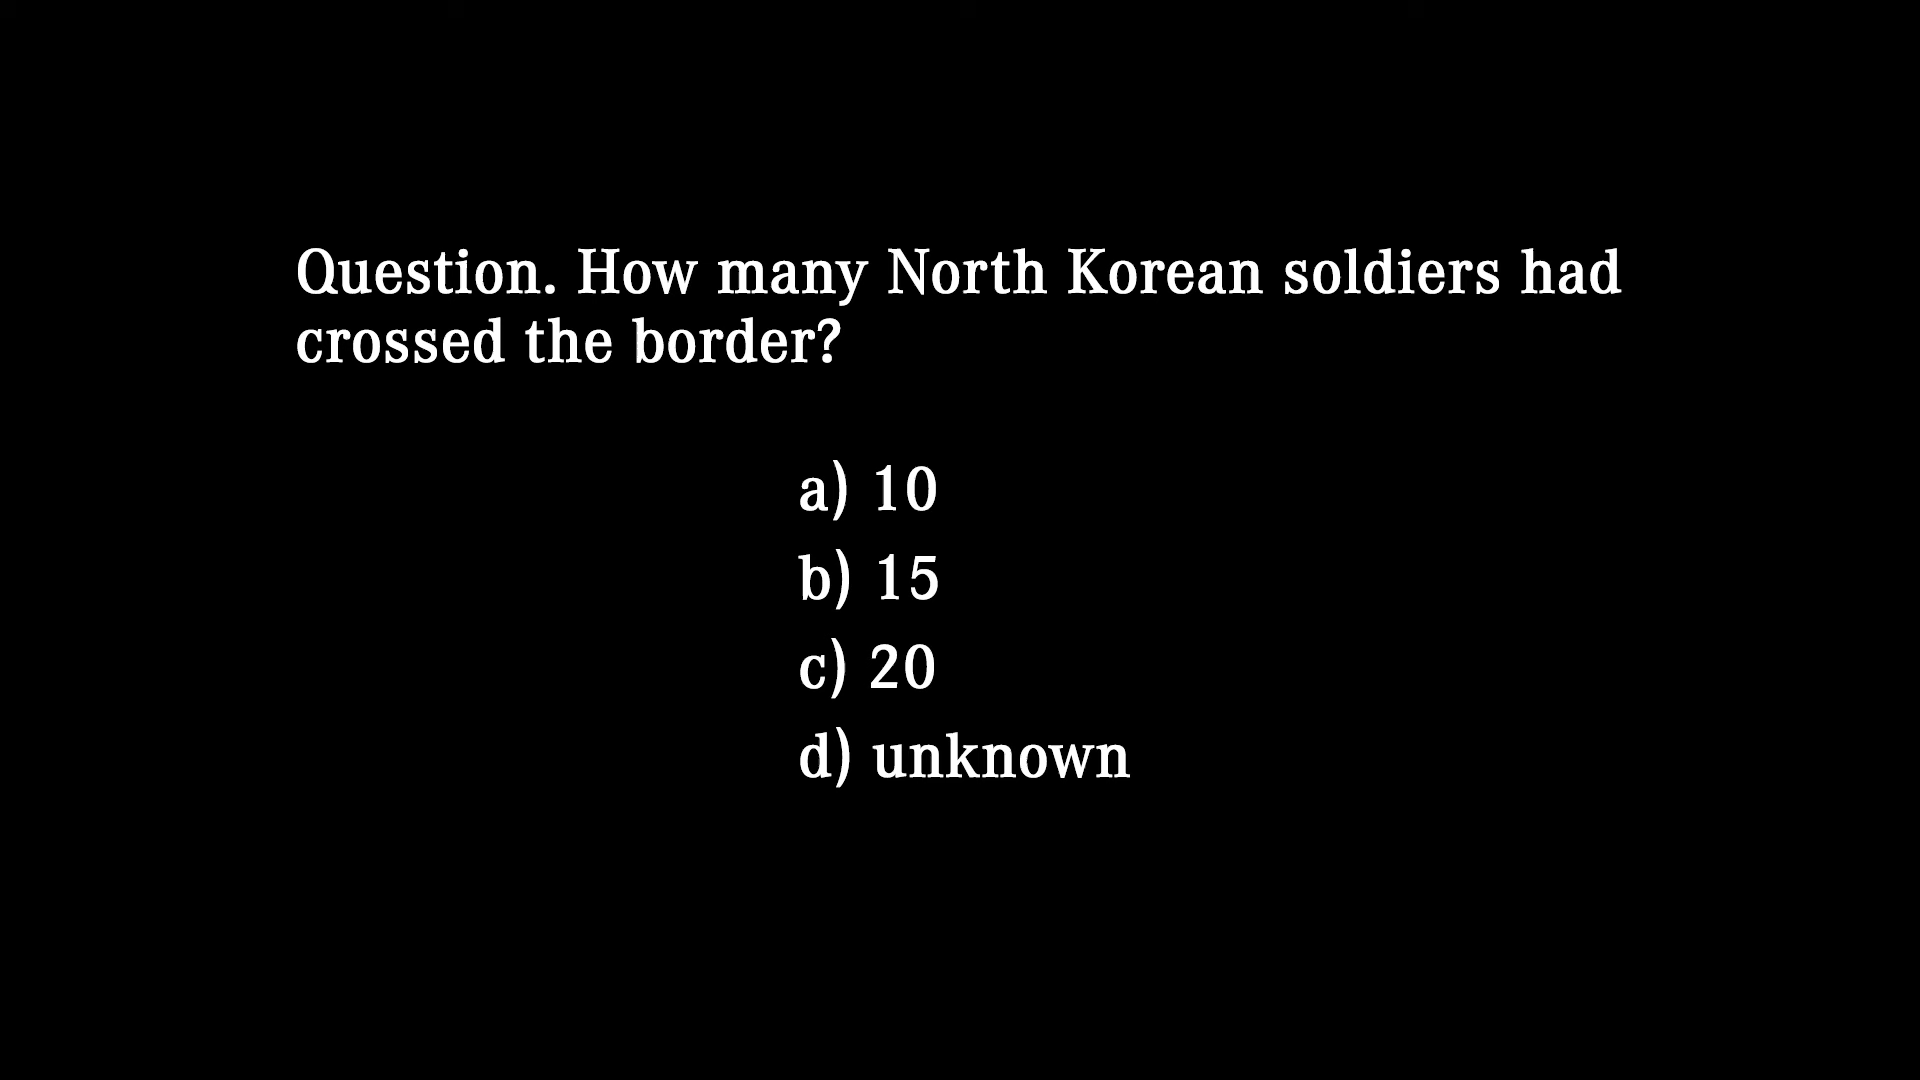 Question. How many North Korean soldiers had
crossed the border?
a) 10
b) 15
c) 20
d) unknown